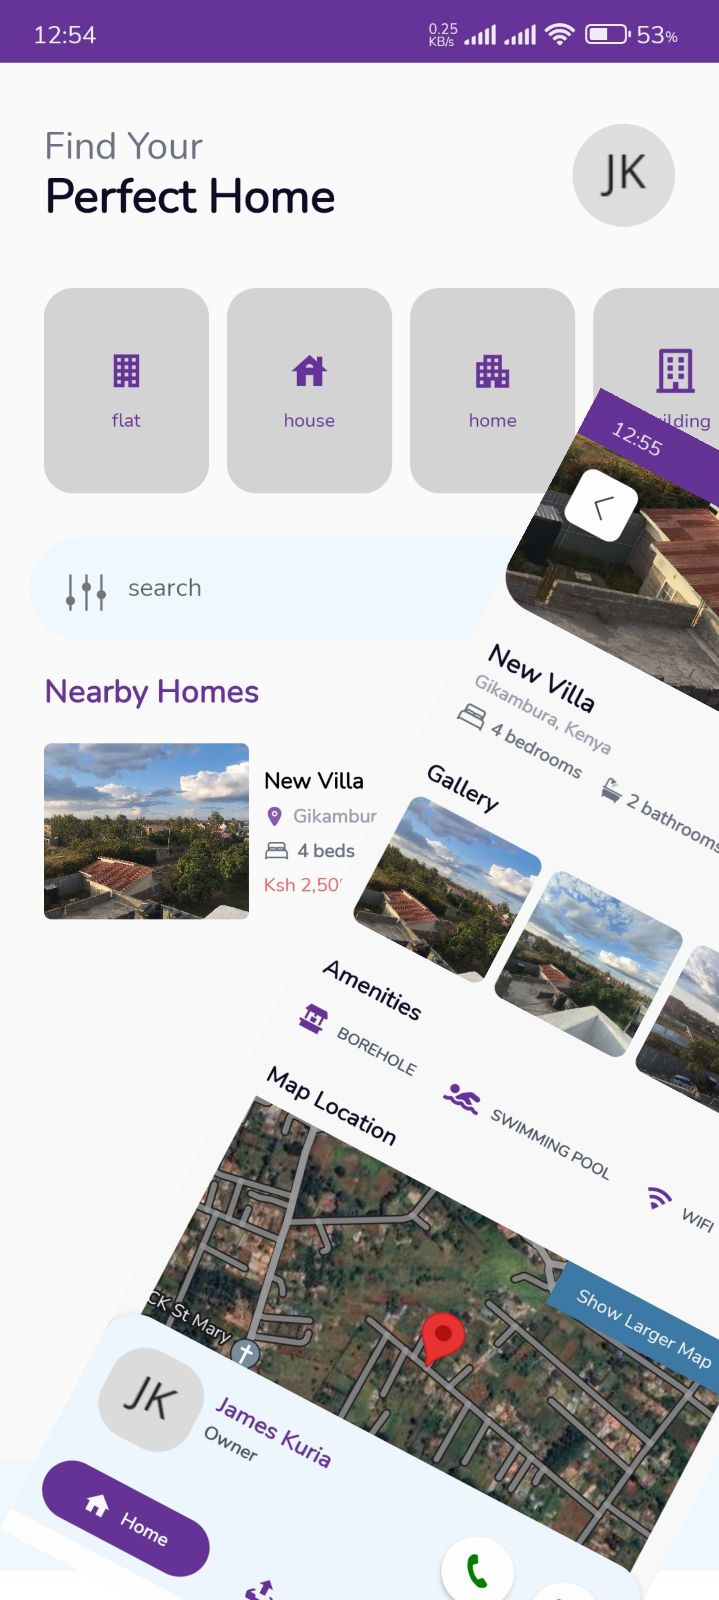 12:54
0.25
KB/s
53%
Find Your
Perfect Home
JK
flat
house
home
ilding
search
Nearby Homes
New Villa
Gikambur
4 beds
Ksh 2,50
12:55
New Villa
Gikambura, Kenya
4 bedrooms
2 bathrooms
Gallery
Amenities
BOREHOLE
SWIMMING POOL
WIFI
Map Location
Show Larger Map
CK St Mary
JK
James Kuria
Owner
Home